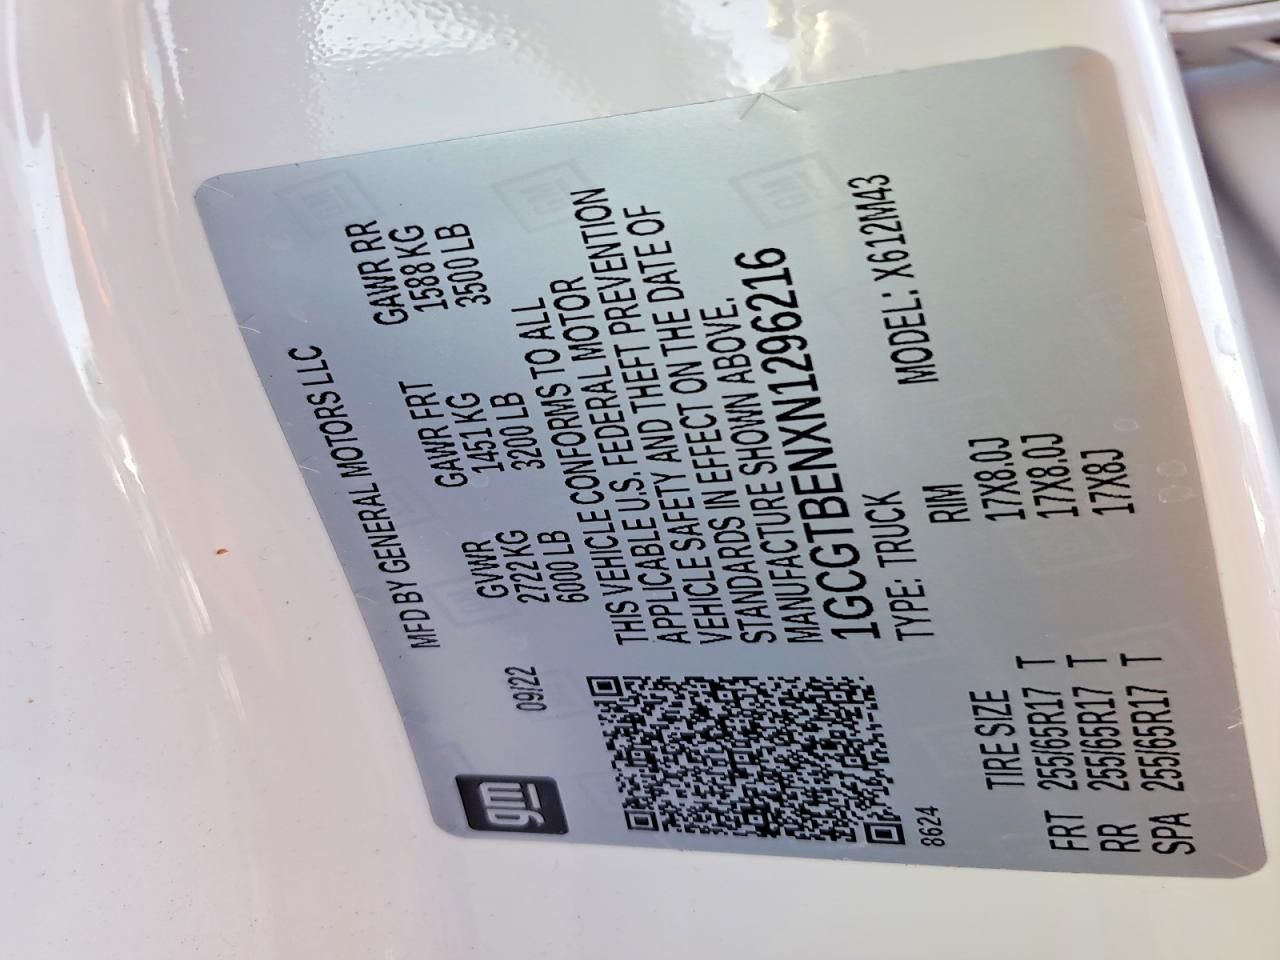 gm
MFD BY GENERAL MOTORS LLC
09/22
GVWR GAWR FRT GAWR RR
2722 KG 1451 KG 1588 KG
6000 LB 3200 LB 3500 LB
THIS VEHICLE CONFORMS TO ALL
APPLICABLE U.S. FEDERAL MOTOR
VEHICLE SAFETY AND THEFT PREVENTION
STANDARDS IN EFFECT ON THE DATE OF
MANUFACTURE SHOWN ABOVE.
1GCGTBENXN1296216
TYPE: TRUCK MODEL: X612M43
8624
TIRE SIZE RIM
FRT 255/65R17 T 17X8.0J
RR 255/65R17 T 17X8.0J
SPA 255/65R17 T 17X8J